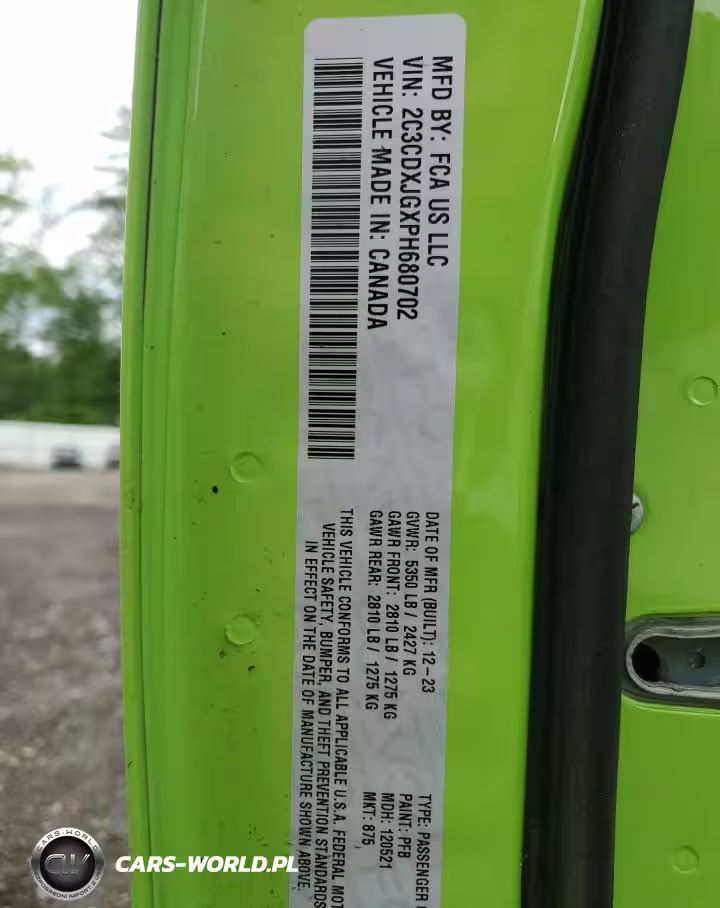 MFD BY: FCA US LLC
VIN: 2C3CDXJGXPH680702
VEHICLE MADE IN: CANADA
DATE OF MFR (BUILT): 12-23
GVWR: 5350 LB / 2427 KG
GAWR FRONT: 2810 LB / 1275 KG
GAWR REAR: 2810 LB / 1275 KG
TYPE: PASSENGER
PAINT: PFB
MDH: 120521
MKT: 875
THIS VEHICLE CONFORMS TO ALL APPLICABLE U.S.A. FEDERAL MOT
VEHICLE SAFETY, BUMPER, AND THEFT PREVENTION STANDARDS
IN EFFECT ON THE DATE OF MANUFACTURE SHOWN ABOVE.
CARS-WORLD
CW
CARS-WORLD.PL